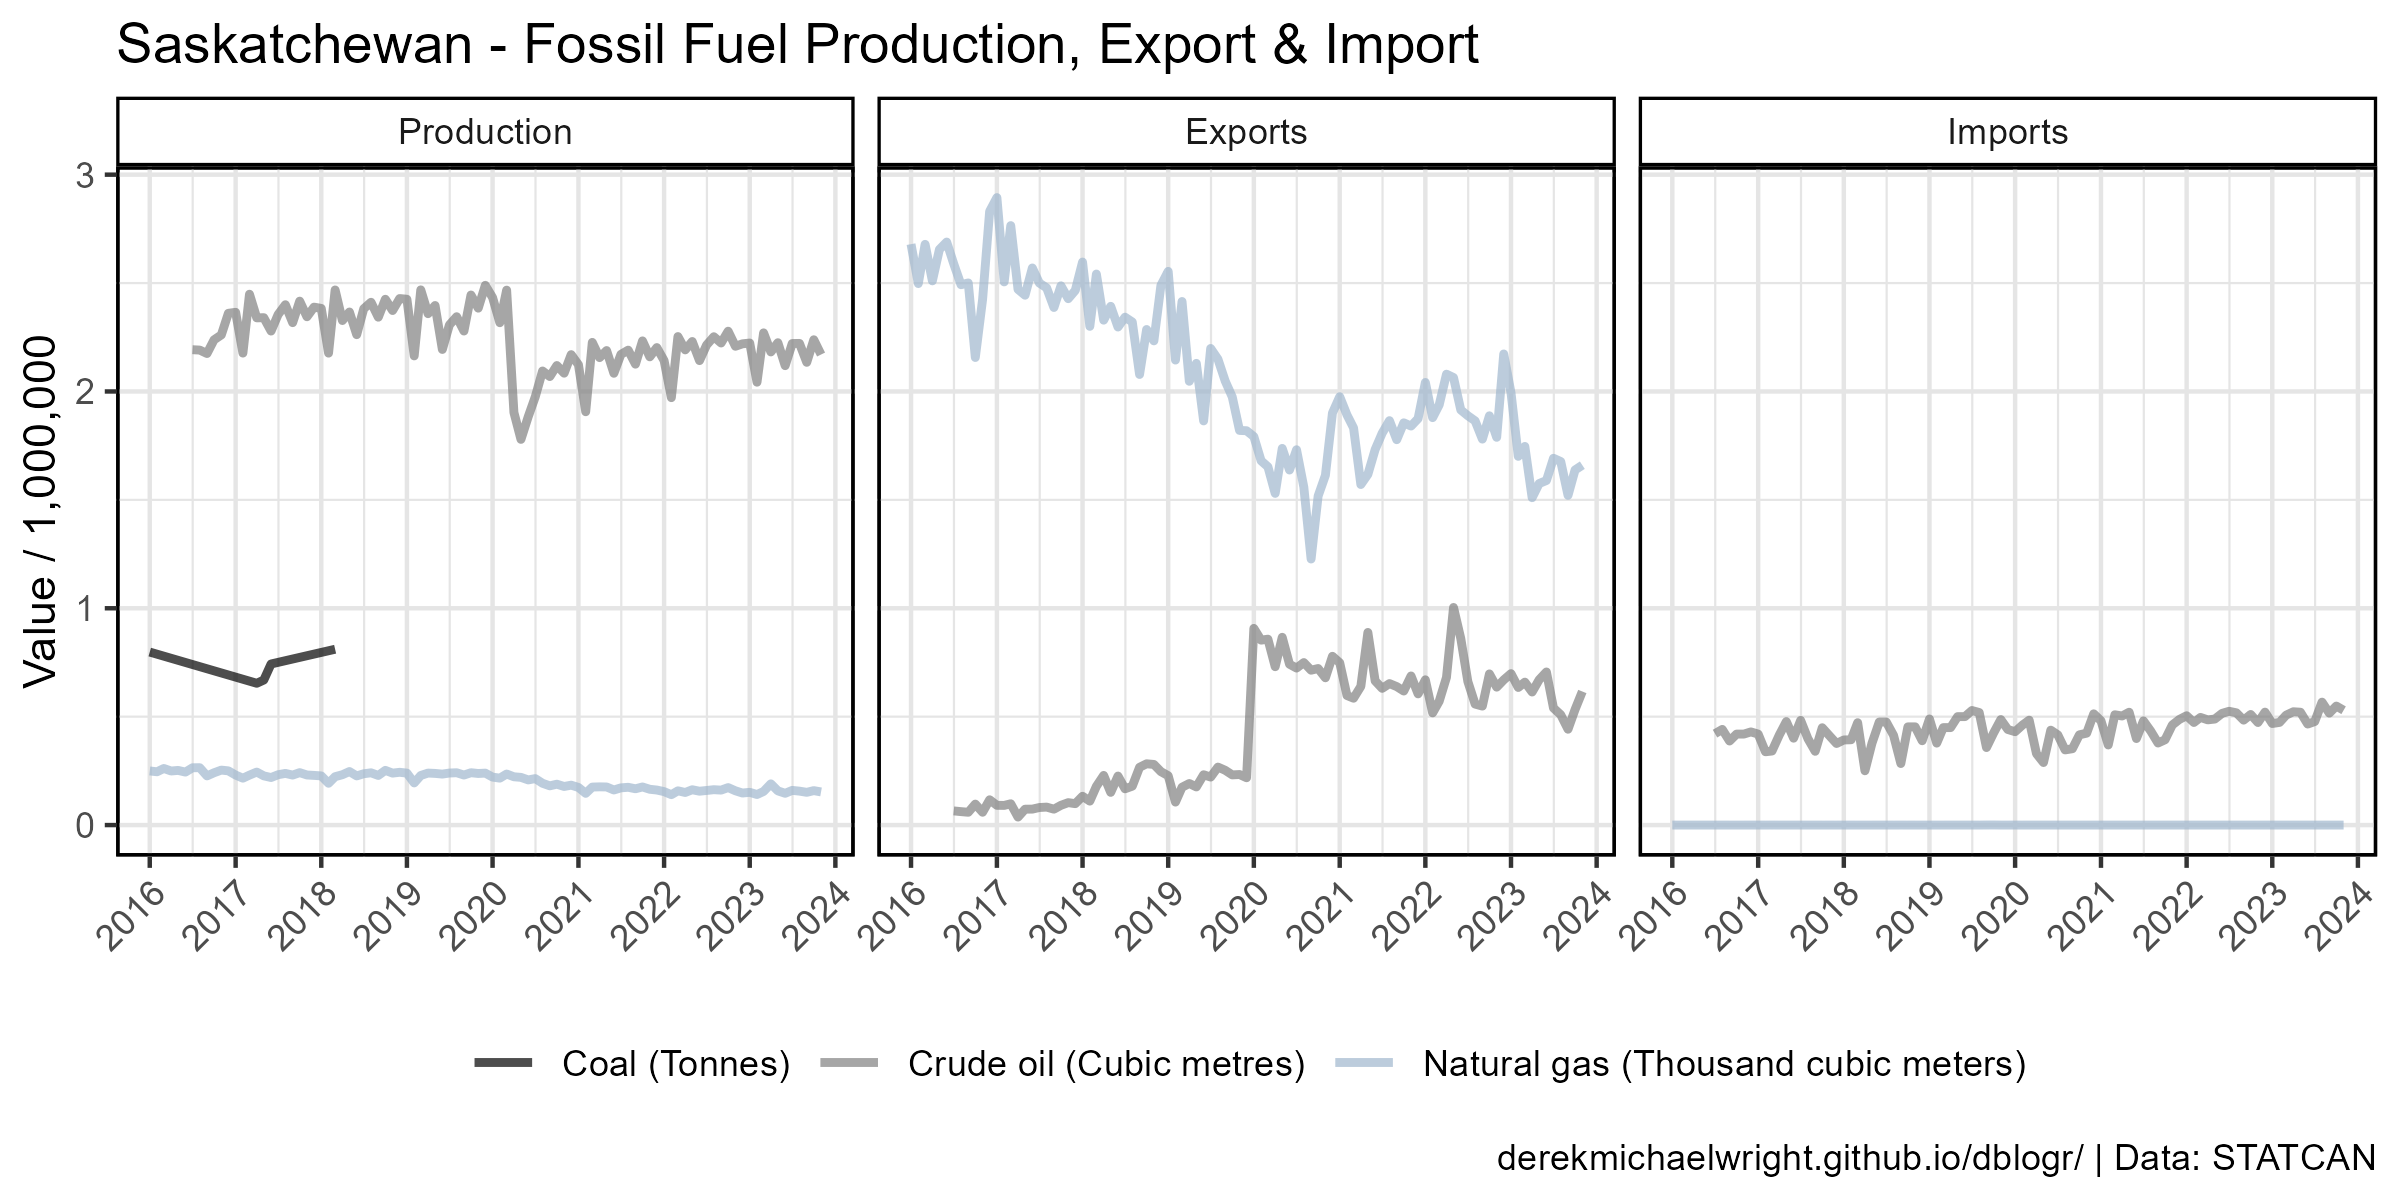 Saskatchewan - Fossil Fuel Production, Export & Import
Production
Exports
Imports
Value / 1,000,000
3
2
1
0
2016 2017 2018 2019 2020 2021 2022 2023 2024
2016 2017 2018 2019 2020 2021 2022 2023 2024
2016 2017 2018 2019 2020 2021 2022 2023 2024
Coal (Tonnes) Crude oil (Cubic metres) Natural gas (Thousand cubic meters)
derekmichaelwright.github.io/dblogr/ | Data: STATCAN